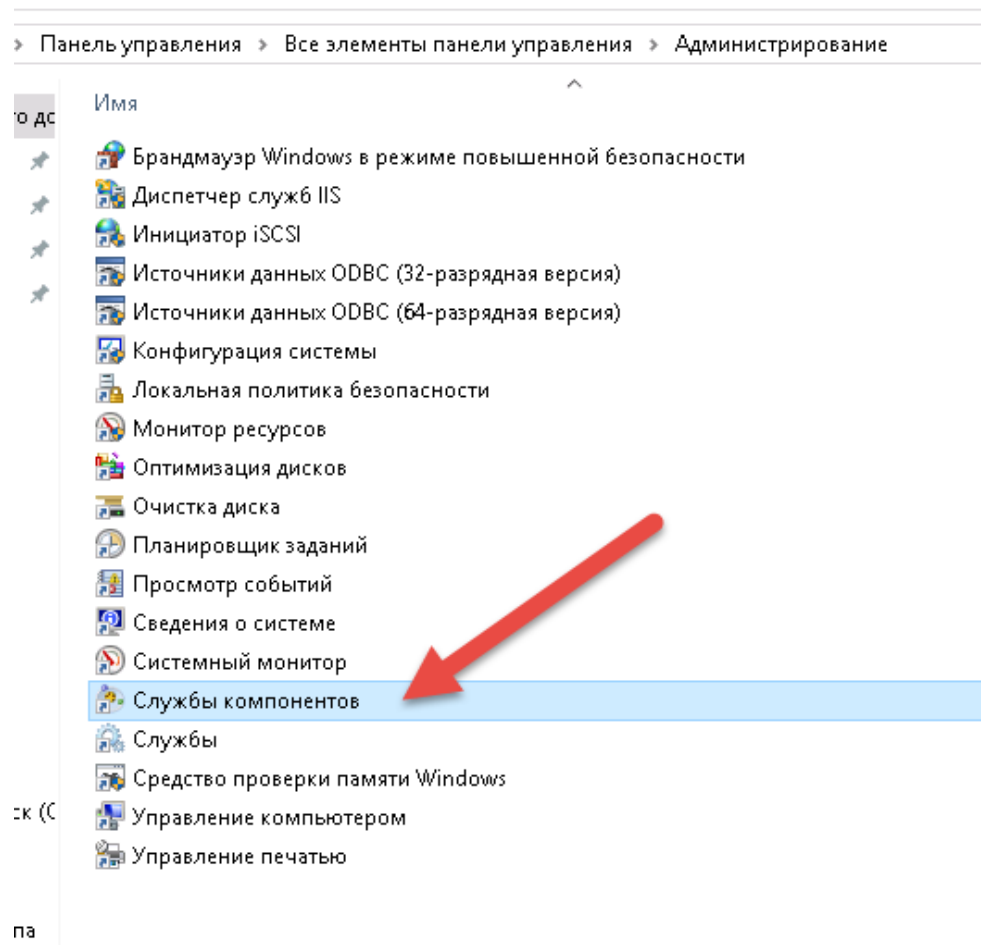 Панель управления > Все элементы панели управления > Администрирование
Имя
Брандмауэр Windows в режиме повышенной безопасности
Диспетчер служб IIS
Инициатор iSCSI
Источники данных ODBC (32-разрядная версия)
Источники данных ODBC (64-разрядная версия)
Конфигурация системы
Локальная политика безопасности
Монитор ресурсов
Оптимизация дисков
Очистка диска
Планировщик заданий
Просмотр событий
Сведения о системе
Системный монитор
Службы компонентов
Службы
Средство проверки памяти Windows
Управление компьютером
Управление печатью